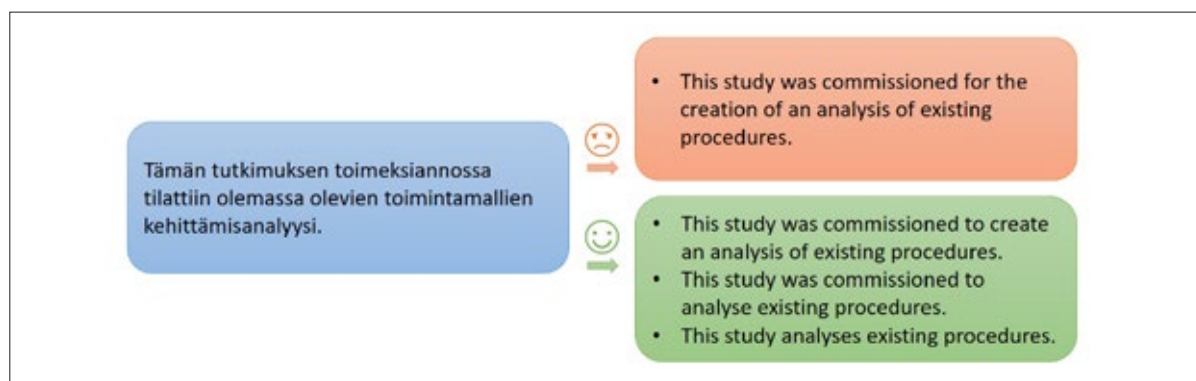 Tämän tutkimuksen toimeksiannossa
tilattiin olemassa olevien toimintamallien
kehittämisanalyysi.
• This study was commissioned for the
creation of an analysis of existing
procedures.
• This study was commissioned to create
an analysis of existing procedures.
• This study was commissioned to
analyse existing procedures.
• This study analyses existing procedures.